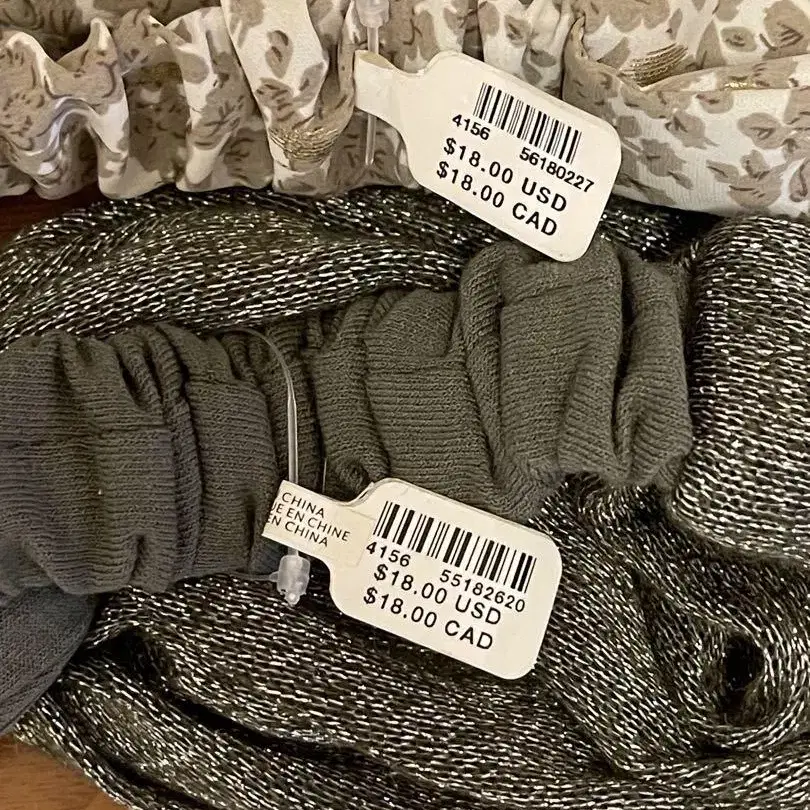 4156 56180227
$18.00 USD
$18.00 CAD
CHINA
EN CHINE
EN CHINA
4156 55182620
$18.00 USD
$18.00 CAD